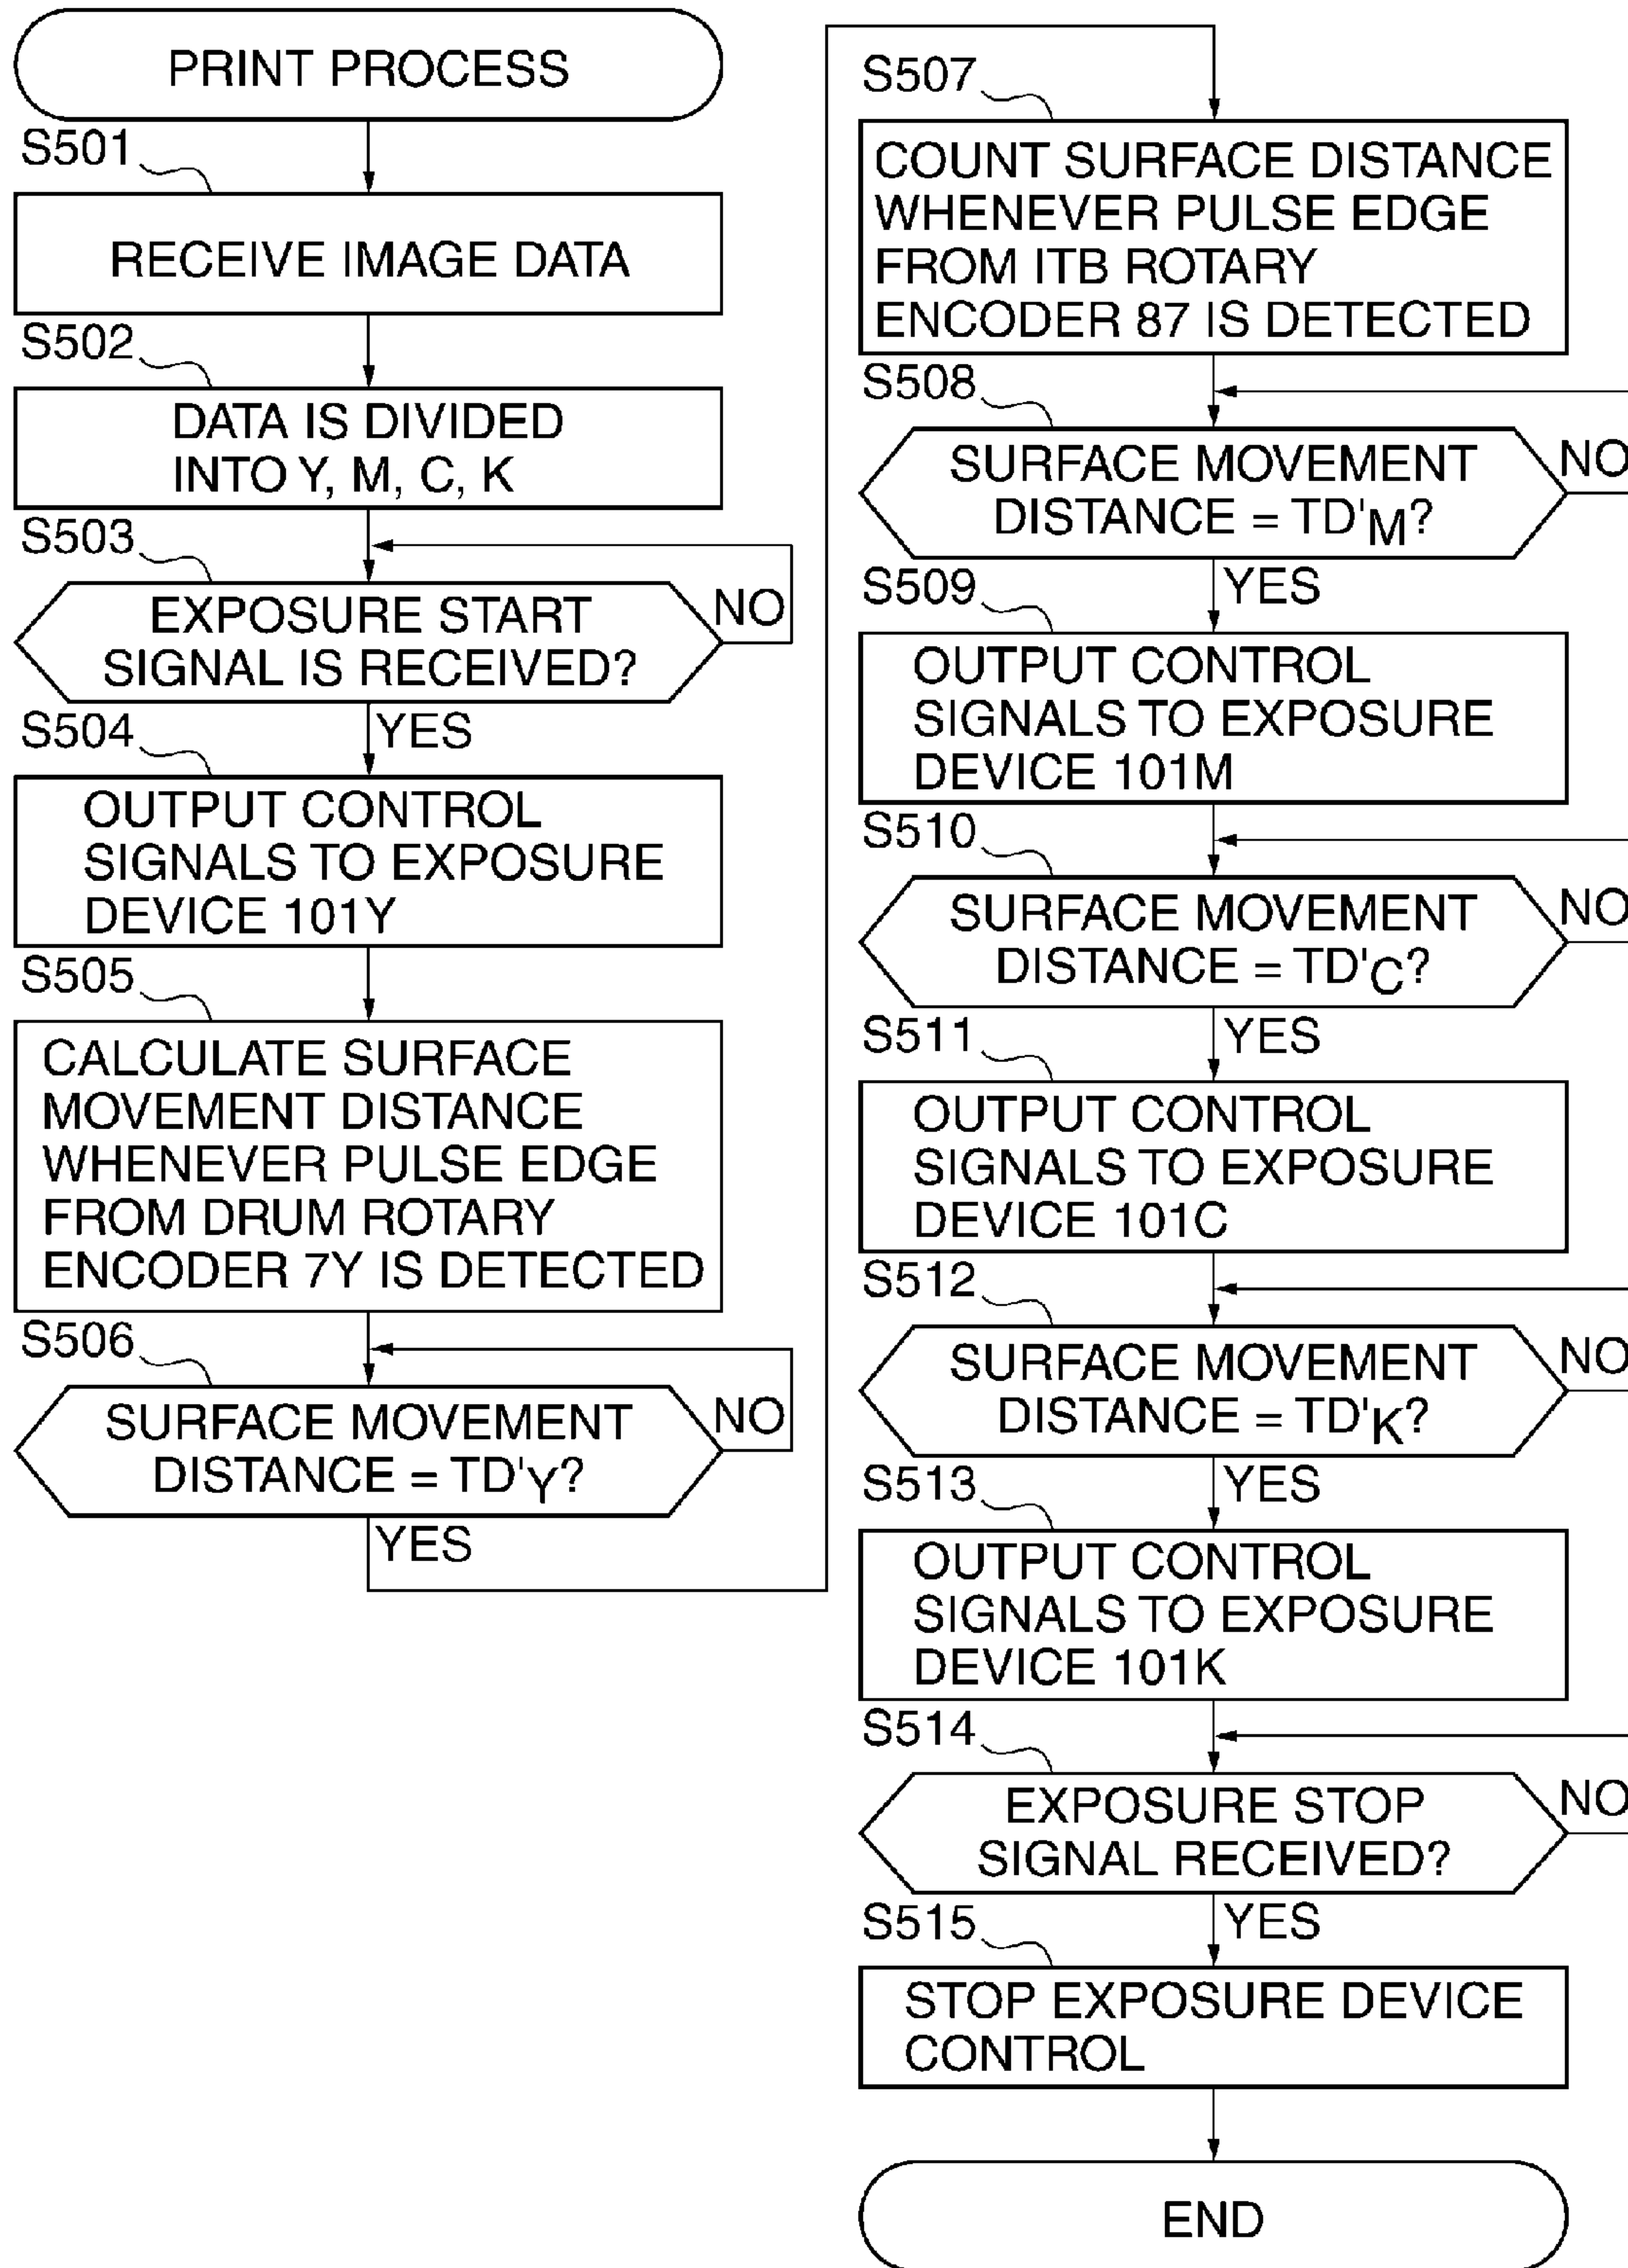 PRINT PROCESS
S501
RECEIVE IMAGE DATA
S502
DATA IS DIVIDED
INTO Y, M, C, K
S503
EXPOSURE START
SIGNAL IS RECEIVED?
NO
YES
S504
OUTPUT CONTROL
SIGNALS TO EXPOSURE
DEVICE 101Y
S505
CALCULATE SURFACE
MOVEMENT DISTANCE
WHENEVER PULSE EDGE
FROM DRUM ROTARY
ENCODER 7Y IS DETECTED
S506
SURFACE MOVEMENT
DISTANCE = TD'Y?
NO
YES
S507
COUNT SURFACE DISTANCE
WHENEVER PULSE EDGE
FROM ITB ROTARY
ENCODER 87 IS DETECTED
S508
SURFACE MOVEMENT
DISTANCE = TD'M?
NO
YES
S509
OUTPUT CONTROL
SIGNALS TO EXPOSURE
DEVICE 101M
S510
SURFACE MOVEMENT
DISTANCE = TD'C?
NO
YES
S511
OUTPUT CONTROL
SIGNALS TO EXPOSURE
DEVICE 101C
S512
SURFACE MOVEMENT
DISTANCE = TD'K?
NO
YES
S513
OUTPUT CONTROL
SIGNALS TO EXPOSURE
DEVICE 101K
S514
EXPOSURE STOP
SIGNAL RECEIVED?
NO
YES
S515
STOP EXPOSURE DEVICE
CONTROL
END